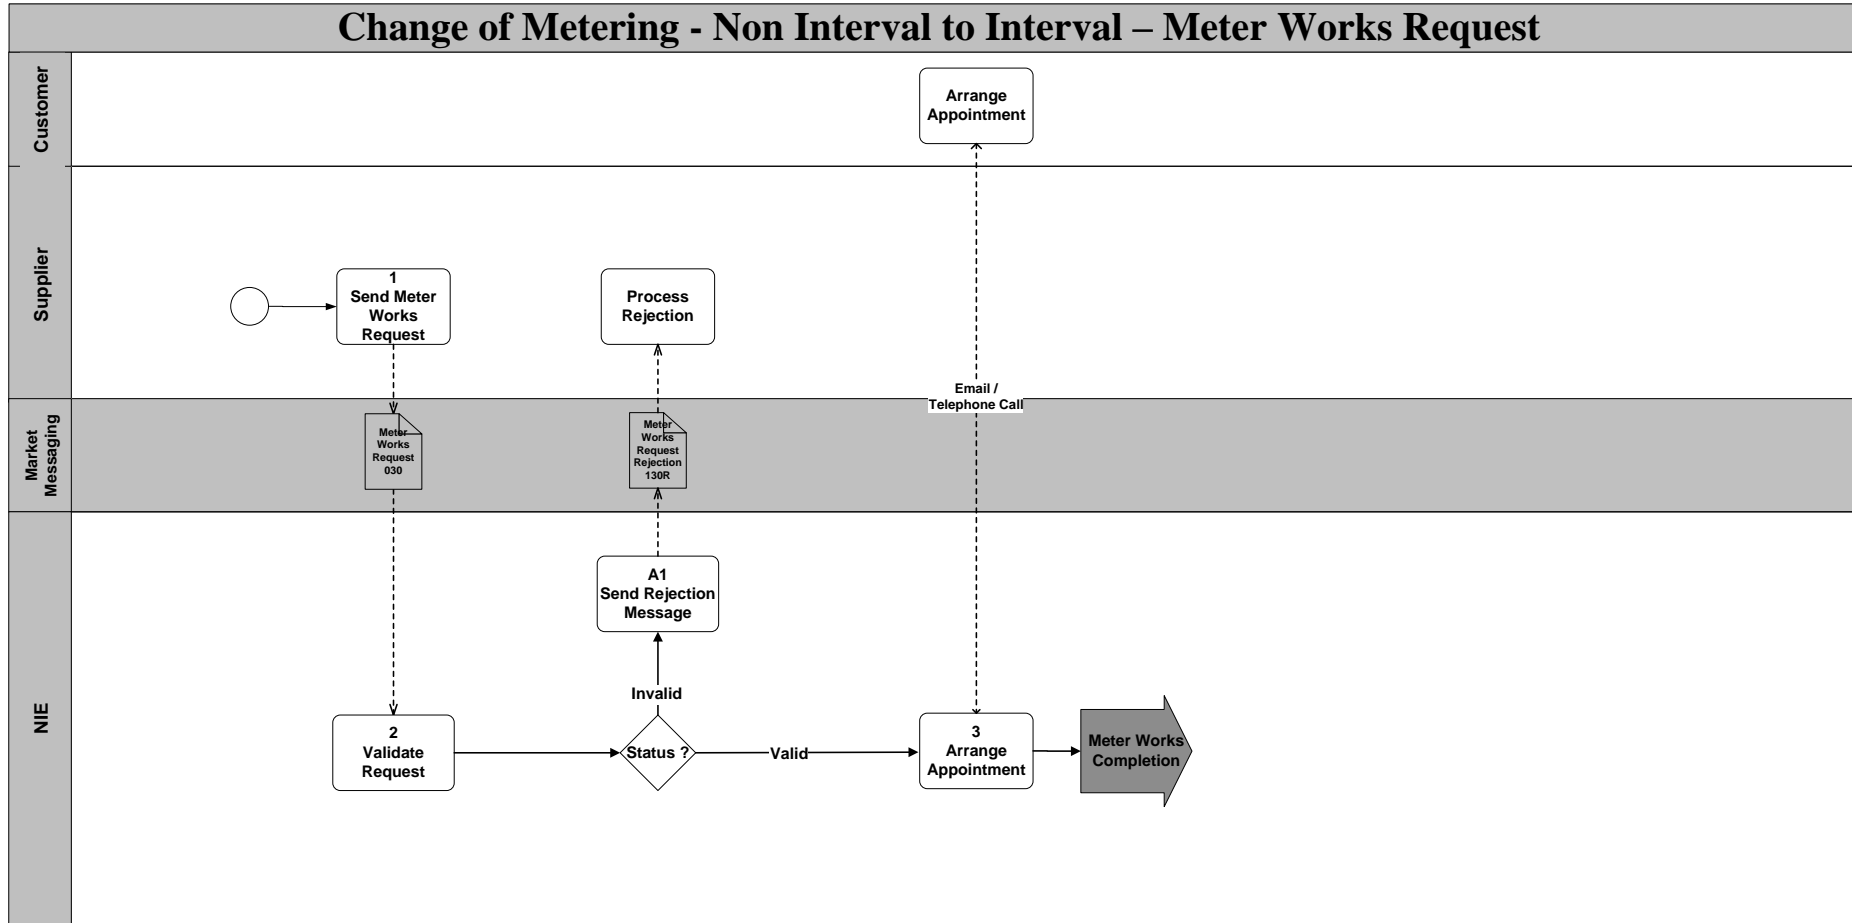 Change of Metering - Non Interval to Interval – Meter Works Request
Customer
Arrange
Appointment
Supplier
1
Send Meter
Works
Request
Process
Rejection
Email /
Telephone Call
Market
Messaging
Meter
Works
Request
030
Meter
Works
Request
Rejection
130R
NIE
A1
Send Rejection
Message
Invalid
2
Validate
Request
Status ?
Valid
3
Arrange
Appointment
Meter Works
Completion